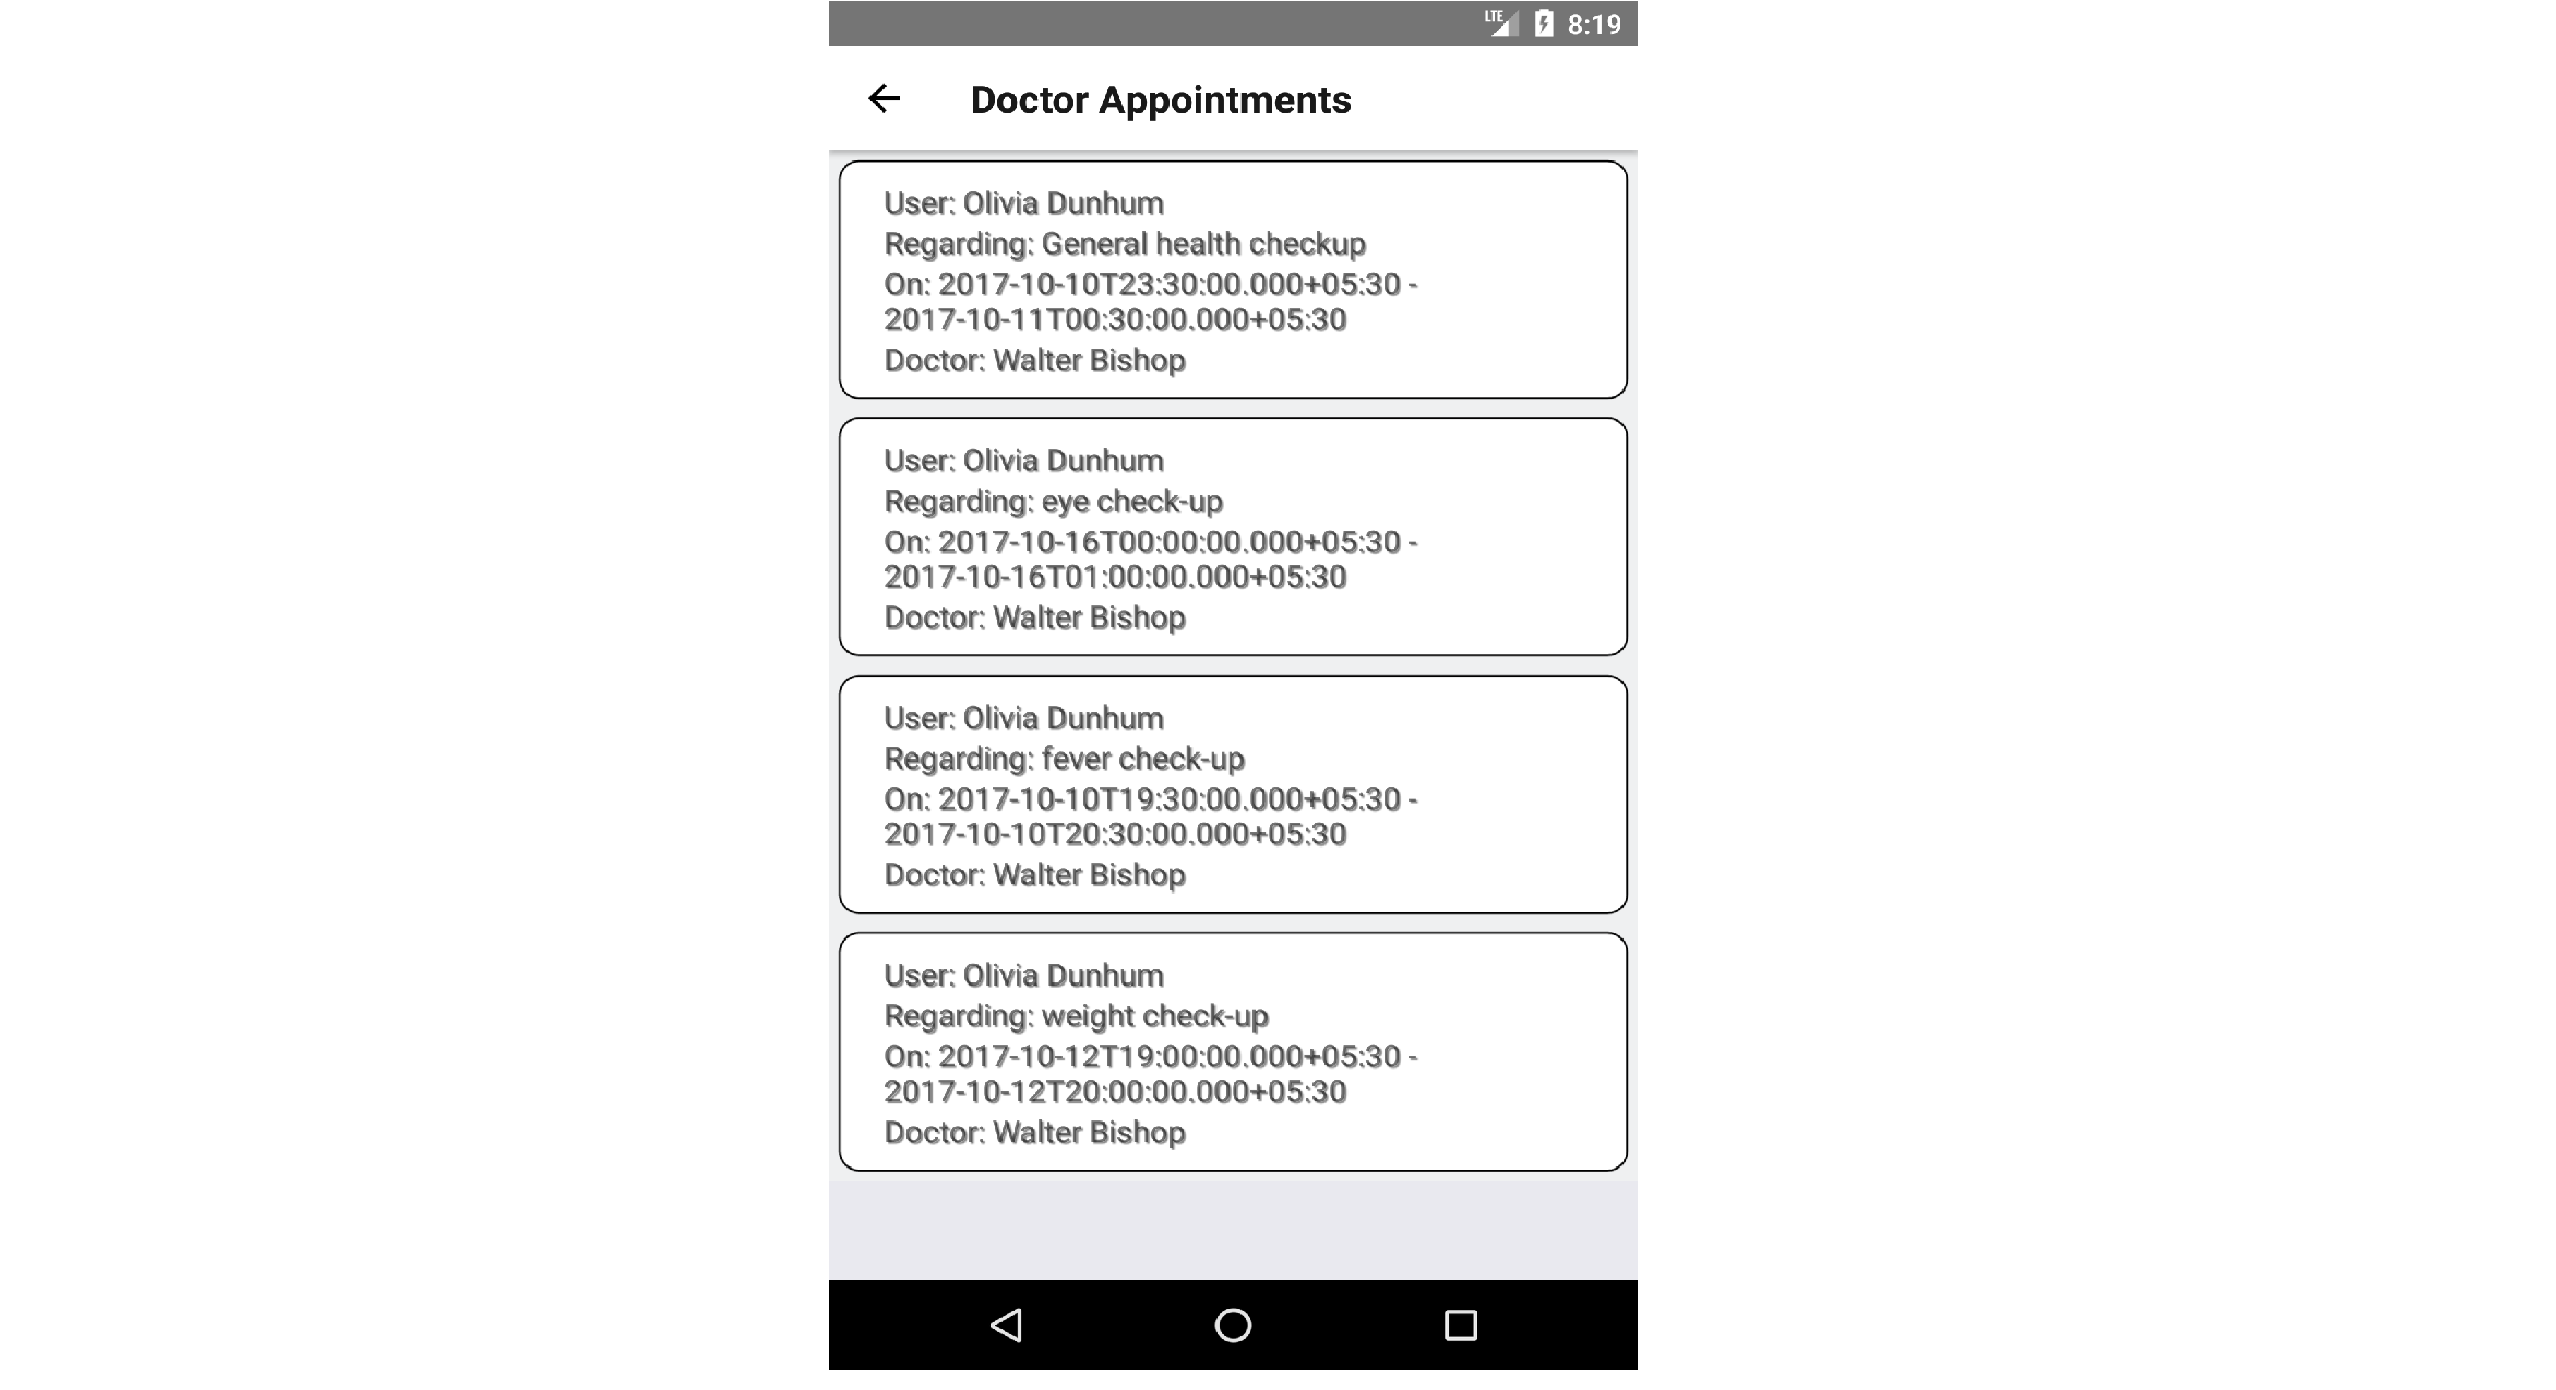 LTE 8:19
Doctor Appointments
User: Olivia Dunhum
Regarding: General health checkup
On: 2017-10-10T23:30:00.000+05:30 -
2017-10-11T00:30:00.000+05:30
Doctor: Walter Bishop
User: Olivia Dunhum
Regarding: eye check-up
On: 2017-10-16T00:00:00.000+05:30 -
2017-10-16T01:00:00.000+05:30
Doctor: Walter Bishop
User: Olivia Dunhum
Regarding: fever check-up
On: 2017-10-10T19:30:00.000+05:30 -
2017-10-10T20:30:00.000+05:30
Doctor: Walter Bishop
User: Olivia Dunhum
Regarding: weight check-up
On: 2017-10-12T19:00:00.000+05:30 -
2017-10-12T20:00:00.000+05:30
Doctor: Walter Bishop